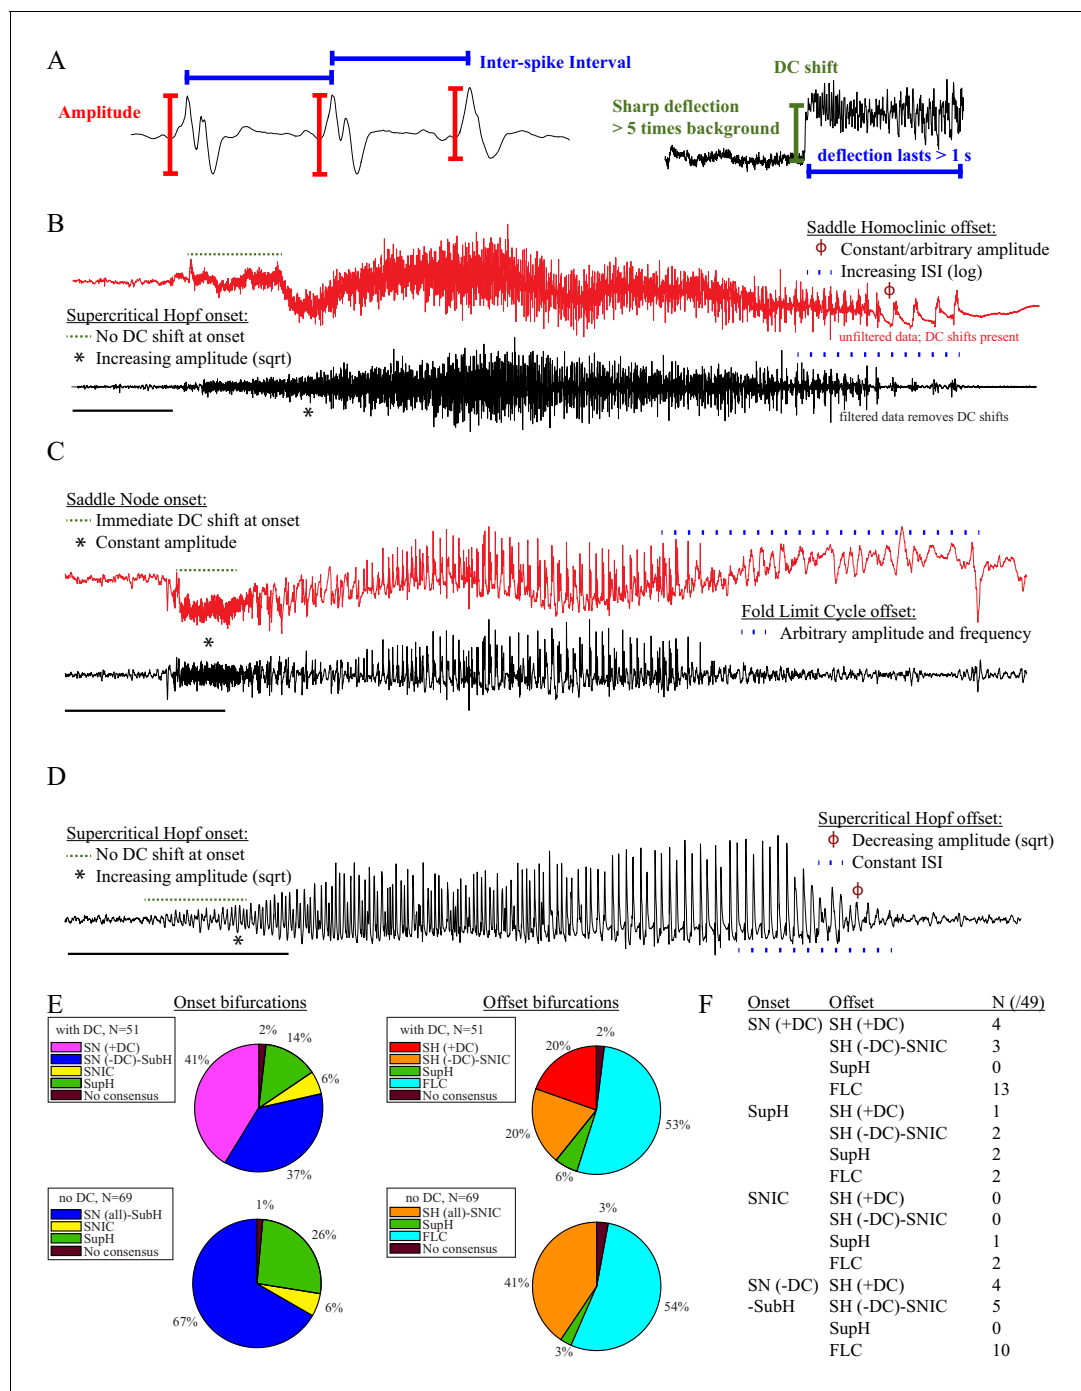 A
Inter-spike Interval
Amplitude
DC shift
Sharp deflection
> 5 times background
deflection lasts > 1 s
B
Saddle Homoclinic offset:
ϕ Constant/arbitrary amplitude
Increasing ISI (log)
ϕ
Supercritical Hopf onset:
No DC shift at onset
* Increasing amplitude (sqrt)
unfiltered data; DC shifts present
*
filtered data removes DC shifts
C
Saddle Node onset:
Immediate DC shift at onset
* Constant amplitude
*
Fold Limit Cycle offset:
Arbitrary amplitude and frequency
D
Supercritical Hopf onset:
No DC shift at onset
* Increasing amplitude (sqrt)
*
Supercritical Hopf offset:
ϕ Decreasing amplitude (sqrt)
Constant ISI
ϕ
E
Onset bifurcations
with DC, N=51
SN (+DC)
SN (-DC)-SubH
SNIC
SupH
No consensus
2%
14%
6%
37%
41%
no DC, N=69
SN (all)-SubH
SNIC
SupH
No consensus
1%
26%
6%
67%
Offset bifurcations
with DC, N=51
SH (+DC)
SH (-DC)-SNIC
SupH
FLC
No consensus
2%
53%
6%
20%
20%
no DC, N=69
SH (all)-SNIC
SupH
FLC
No consensus
3%
54%
3%
41%
F
Onset Offset N (/49)
SN (+DC) SH (+DC) 4
SH (-DC)-SNIC 3
SupH 0
FLC 13
SupH SH (+DC) 1
SH (-DC)-SNIC 2
SupH 2
FLC 2
SNIC SH (+DC) 0
SH (-DC)-SNIC 0
SupH 1
FLC 2
SN (-DC) SH (+DC) 4
-SubH SH (-DC)-SNIC 5
SupH 0
FLC 10